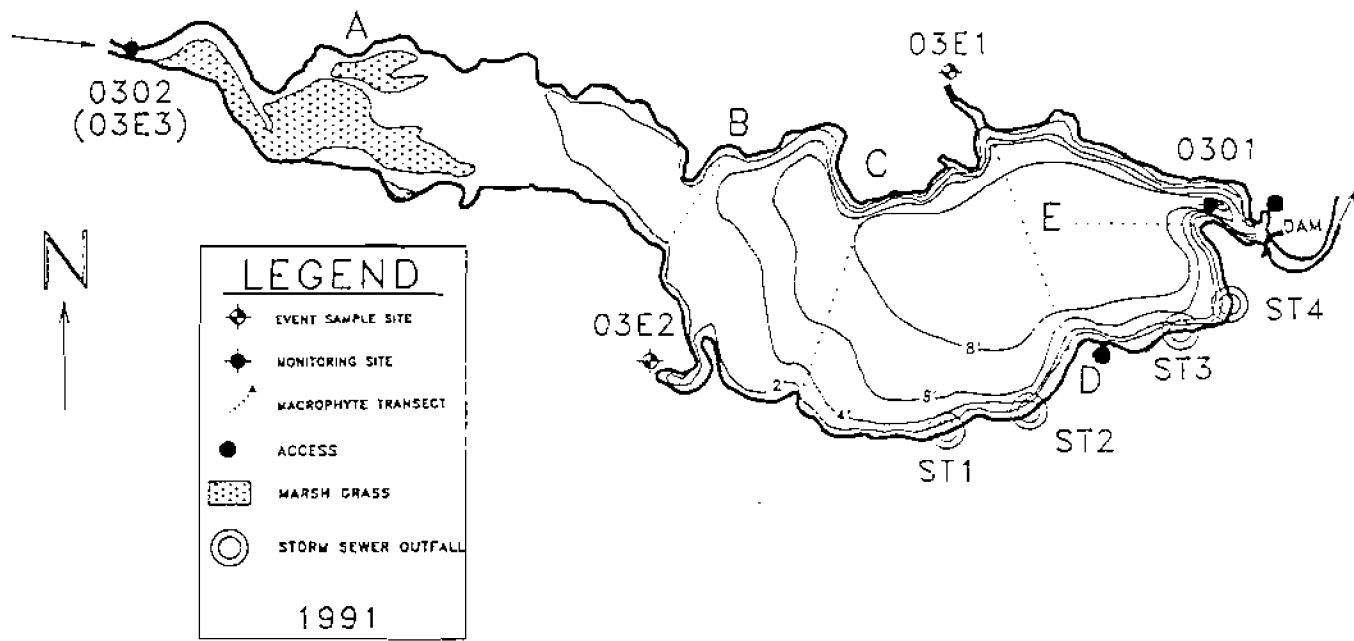 A
03E1
0302
(03E3)
B
C
0301
E
DAM
N
LEGEND
EVENT SAMPLE SITE
MONITORING SITE
MACROPHYTE TRANSECT
ACCESS
MARSH GRASS
STORM SEWER OUTFALL
1991
03E2
2'
4'
8'
D
ST1
ST2
ST3
ST4